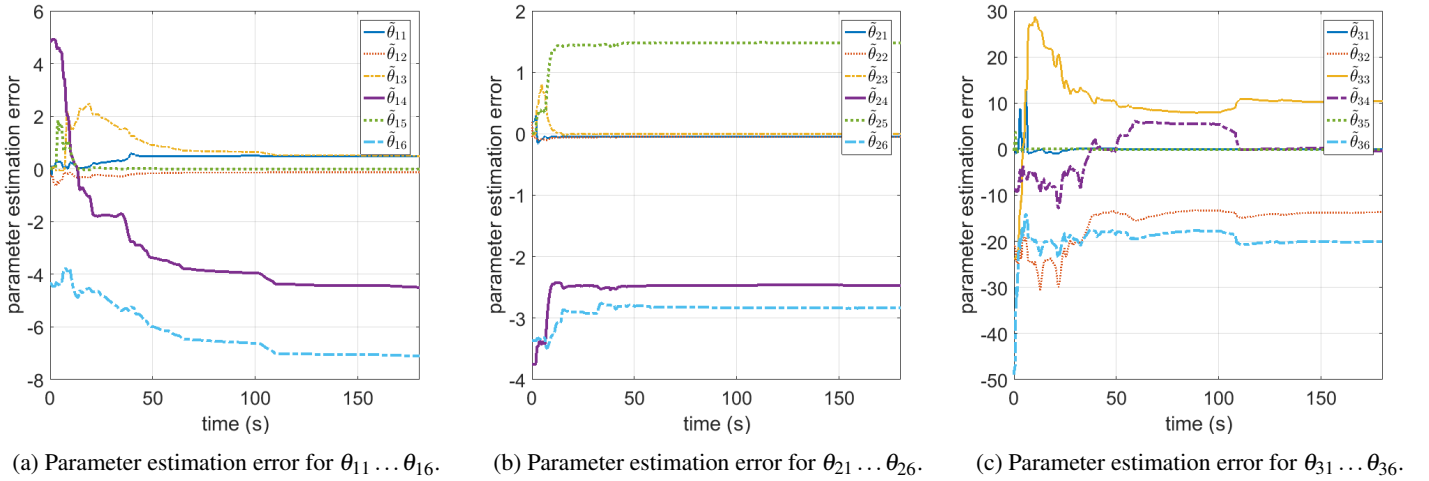 6
4
2
0
-2
-4
-6
-8
parameter estimation error
0
50
100
150
time (s)
θ̃₁₁
θ̃₁₂
θ̃₁₃
θ̃₁₄
θ̃₁₅
θ̃₁₆
(a) Parameter estimation error for θ₁₁…θ₁₆.
2
1
0
-1
-2
-3
-4
parameter estimation error
0
50
100
150
time (s)
θ̃₂₁
θ̃₂₂
θ̃₂₃
θ̃₂₄
θ̃₂₅
θ̃₂₆
(b) Parameter estimation error for θ₂₁…θ₂₆.
30
20
10
0
-10
-20
-30
-40
-50
parameter estimation error
0
50
100
150
time (s)
θ̃₃₁
θ̃₃₂
θ̃₃₃
θ̃₃₄
θ̃₃₅
θ̃₃₆
(c) Parameter estimation error for θ₃₁…θ₃₆.